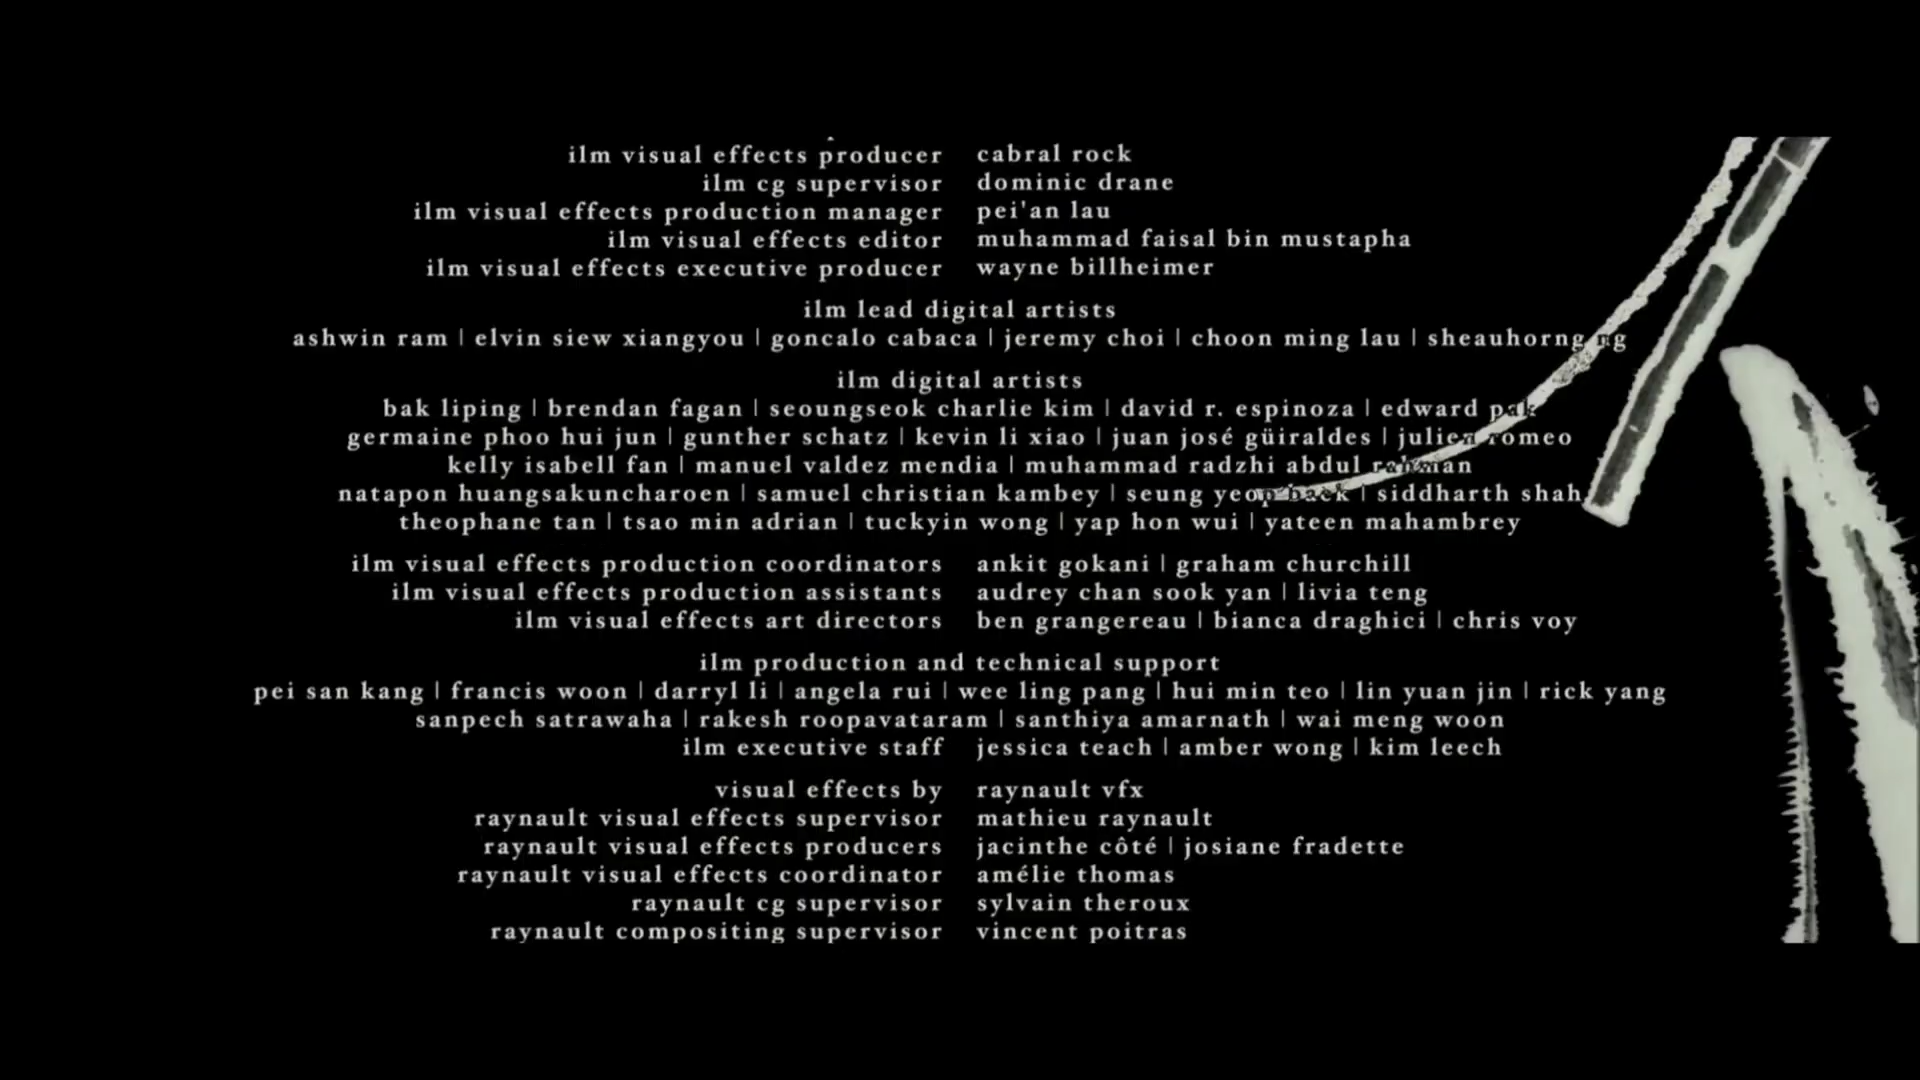 ilm visual effects producer cabral rock
ilm cg supervisor dominic drane
ilm visual effects production manager pei'an lau
ilm visual effects editor muhammad faisal bin mustapha
ilm visual effects executive producer wayne billheimer
ilm lead digital artists
ashwin ram | elvin siew xiangyou | goncalo cabaca | jeremy choi | choon ming lau | sheauhorng ng
ilm digital artists
bak liping | brendan fagan | seoungseok charlie kim | david r. espinoza | edward pak
germaine phoo hui jun | gunther schatz | kevin li xiao | juan josé güiraldes | julien romeo
kelly isabell fan | manuel valdez mendia | muhammad radzhi abdul rahman
natapon huangsakuncharoen | samuel christian kambey | seung yeop baek | siddharth shah
theophane tan | tsao min adrian | tuckyin wong | yap hon wui | yateen mahambrey
ilm visual effects production coordinators ankit gokani | graham churchill
ilm visual effects production assistants audrey chan sook yan | livia teng
ilm visual effects art directors ben grangereau | bianca draghici | chris voy
ilm production and technical support
pei san kang | francis woon | darryl li | angela rui | wee ling pang | hui min teo | lin yuan jin | rick yang
sanpech satrawaha | rakesh roopavataram | santhiya amarnath | wai meng woon
ilm executive staff jessica teach | amber wong | kim leech
visual effects by raynault vfx
raynault visual effects supervisor mathieu raynault
raynault visual effects producers jacinthe côté | josiane fradette
raynault visual effects coordinator amélie thomas
raynault cg supervisor sylvain theroux
raynault compositing supervisor vincent poitras